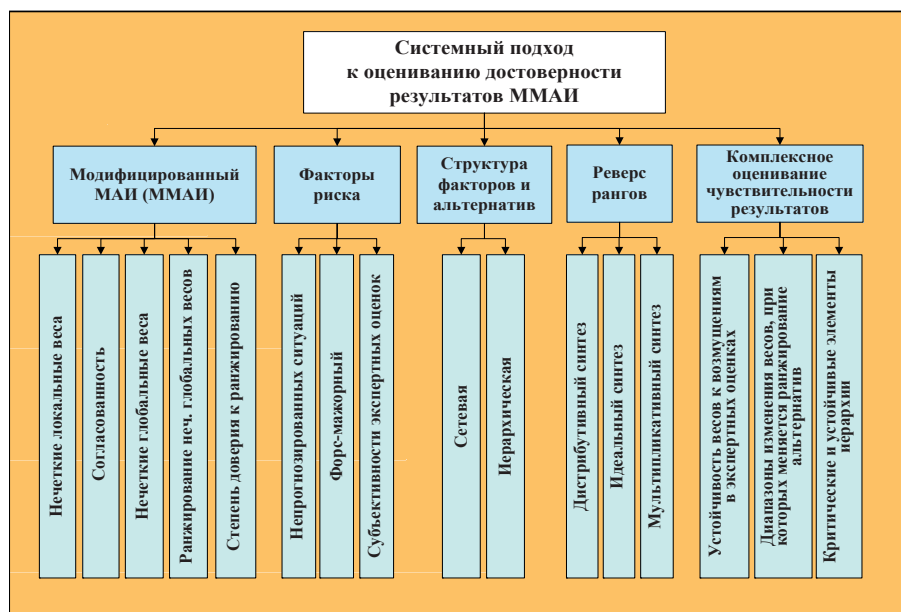 Системный подход
к оцениванию достоверности
результатов ММАИ
Модифицированный
МАИ (ММАИ)
Факторы
риска
Структура
факторов и
альтернатив
Реверс
рангов
Комплексное
оценивание
чувствительности
результатов
Нечеткие локальные веса
Согласованность
Нечеткие глобальные веса
Ранжирование неч. глобальных весов
Степень доверия к ранжированию
Непрогнозированных ситуаций
Форс-мажорный
Субъективности экспертных оценок
Сетевая
Иерархическая
Дистрибутивный синтез
Идеальный синтез
Мультипликативный синтез
Устойчивость весов к возмущениям
в экспертных оценках
Диапазоны изменения весов, при
которых меняется ранжирование
альтернатив
Критические и устойчивые элементы
иерархии